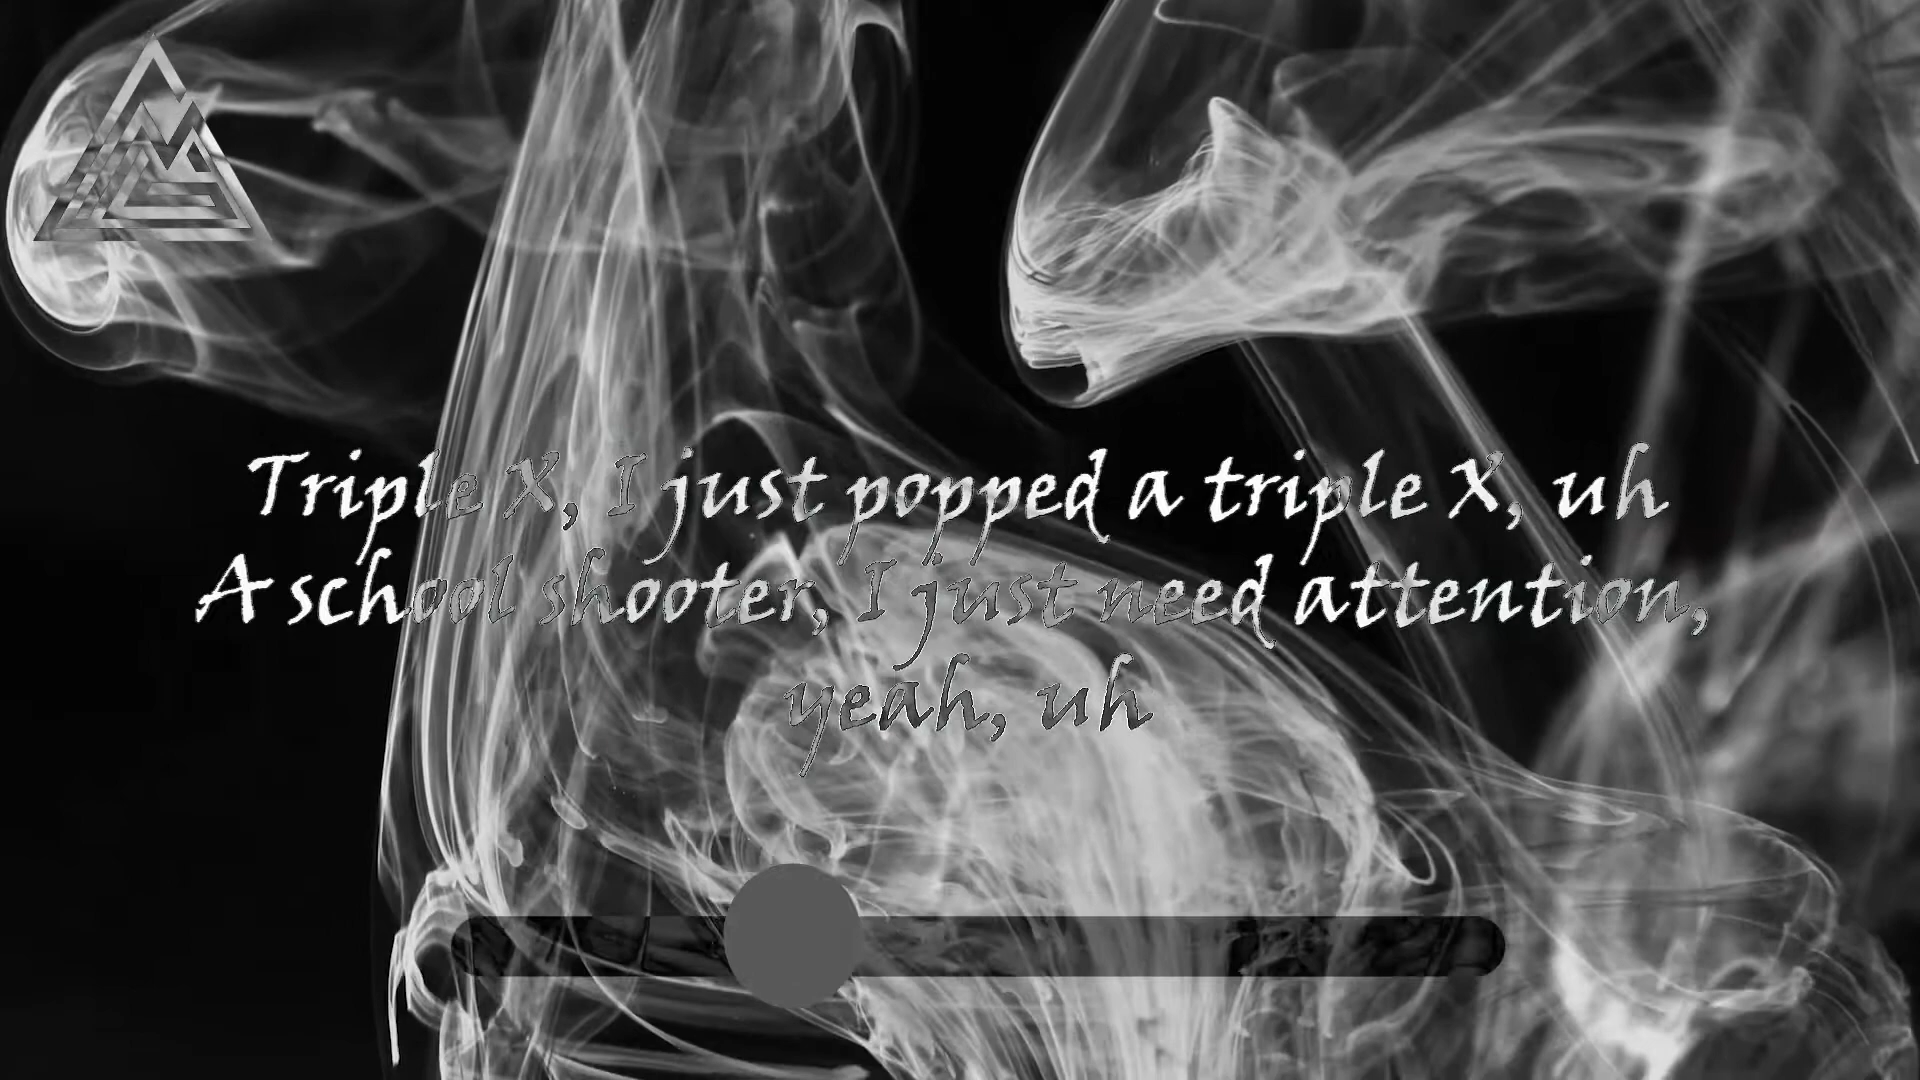 Triple X, I just popped a triple X, uh
A school shooter, I just need attention,
yeah, uh